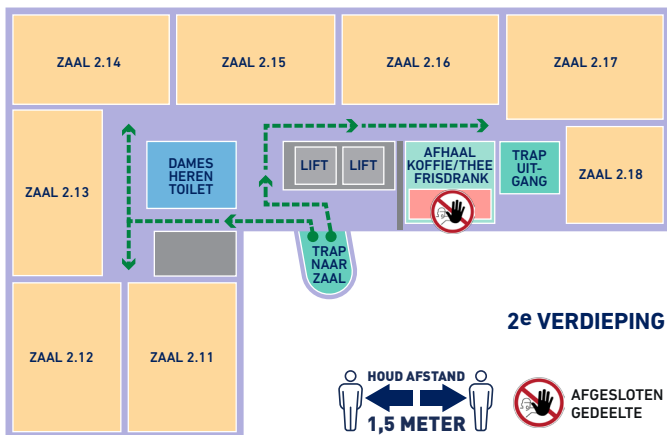 ZAAL 2.14
ZAAL 2.15
ZAAL 2.16
ZAAL 2.17
ZAAL 2.13
DAMES
HEREN
TOILET
LIFT
LIFT
AFHAAL
KOFFIE/THEE
FRISDRANK
TRAP
UIT-
GANG
ZAAL 2.18
TRAP
NAAR
ZAAL
ZAAL 2.12
ZAAL 2.11
2e VERDIEPING
HOUD AFSTAND
1,5 METER
AFGESLOTEN
GEDEELTE